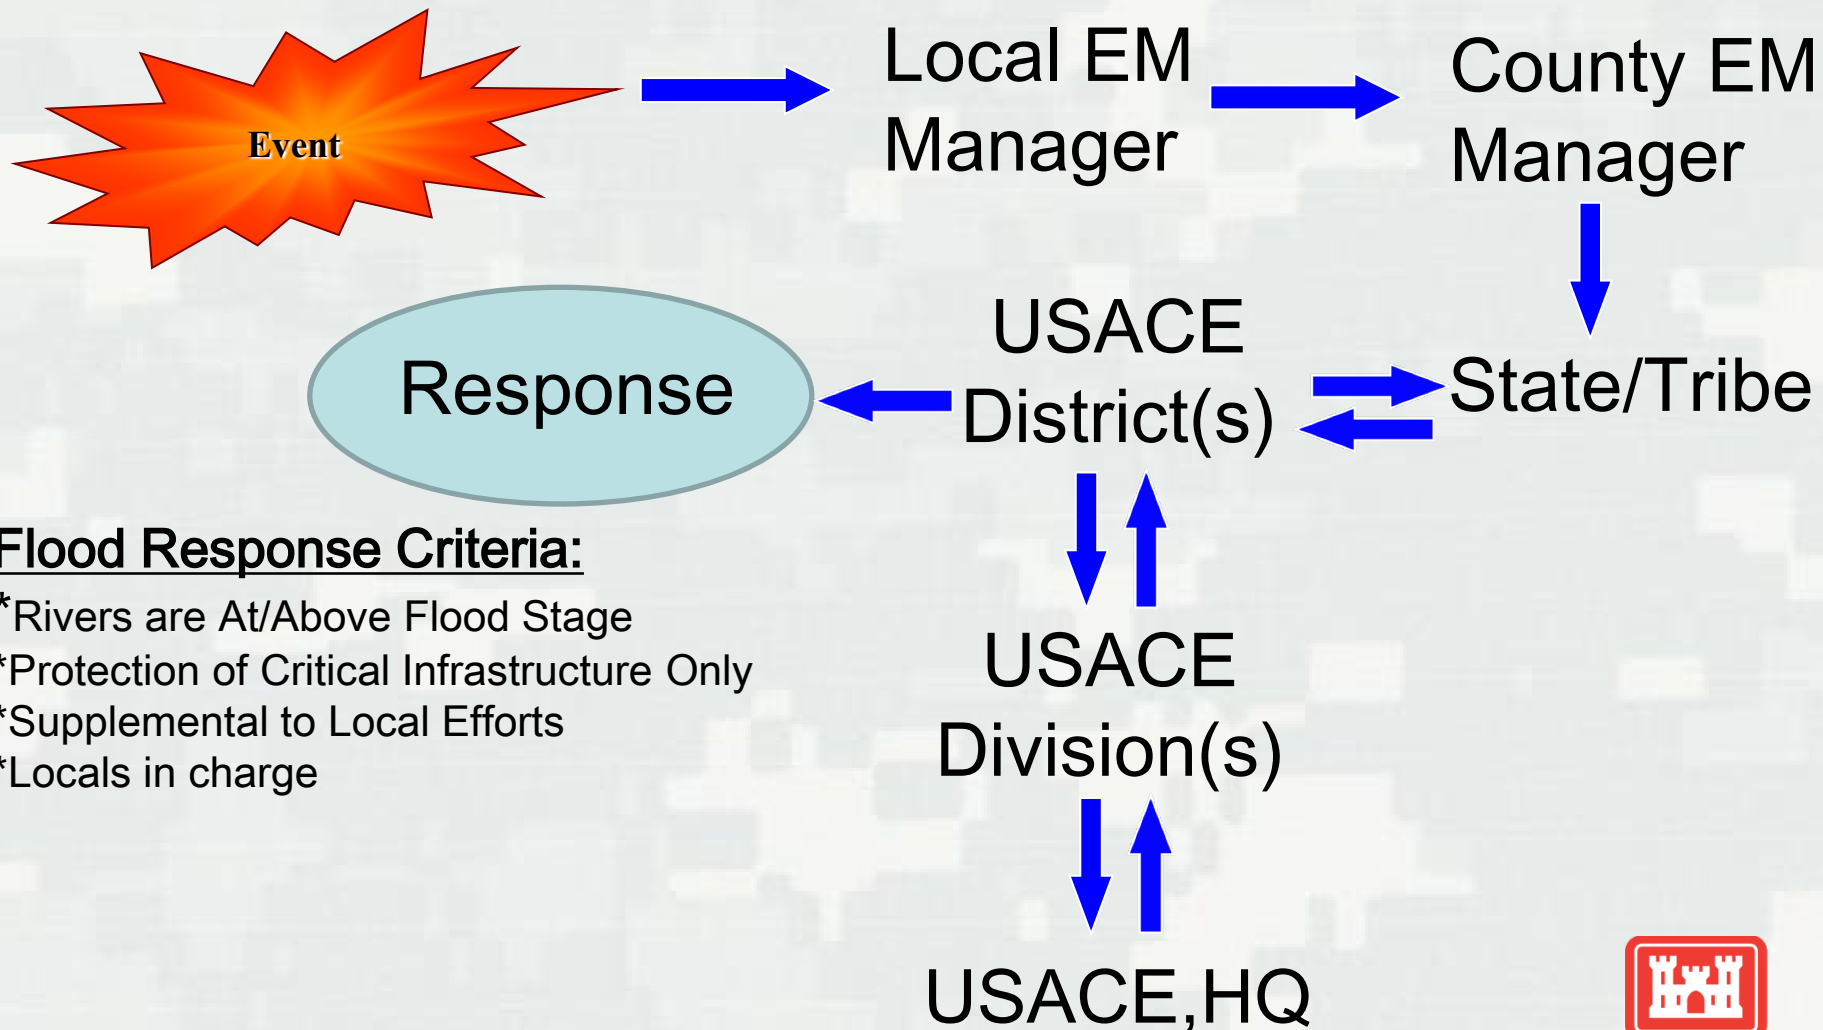 Event
Local EM
Manager
County EM
Manager
State/Tribe
USACE
District(s)
Response
USACE
Division(s)
USACE,HQ
Flood Response Criteria:
*Rivers are At/Above Flood Stage
*Protection of Critical Infrastructure Only
*Supplemental to Local Efforts
*Locals in charge